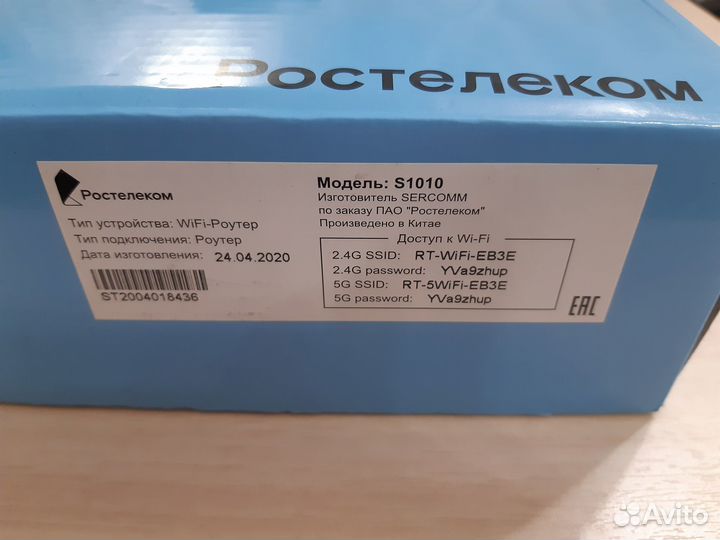 Ростелеком
Ростелеком
Тип устройства: WiFi-Роутер
Тип подключения: Роутер
Дата изготовления: 24.04.2020
ST2004018436
Модель: S1010
Изготовитель SERCOMM
по заказу ПАО "Ростелеком"
Произведено в Китае
Доступ к Wi-Fi
2.4G SSID: RT-WiFi-EB3E
2.4G password: YVa9zhup
5G SSID: RT-5WiFi-EB3E
5G password: YVa9zhup
EAC
Avito